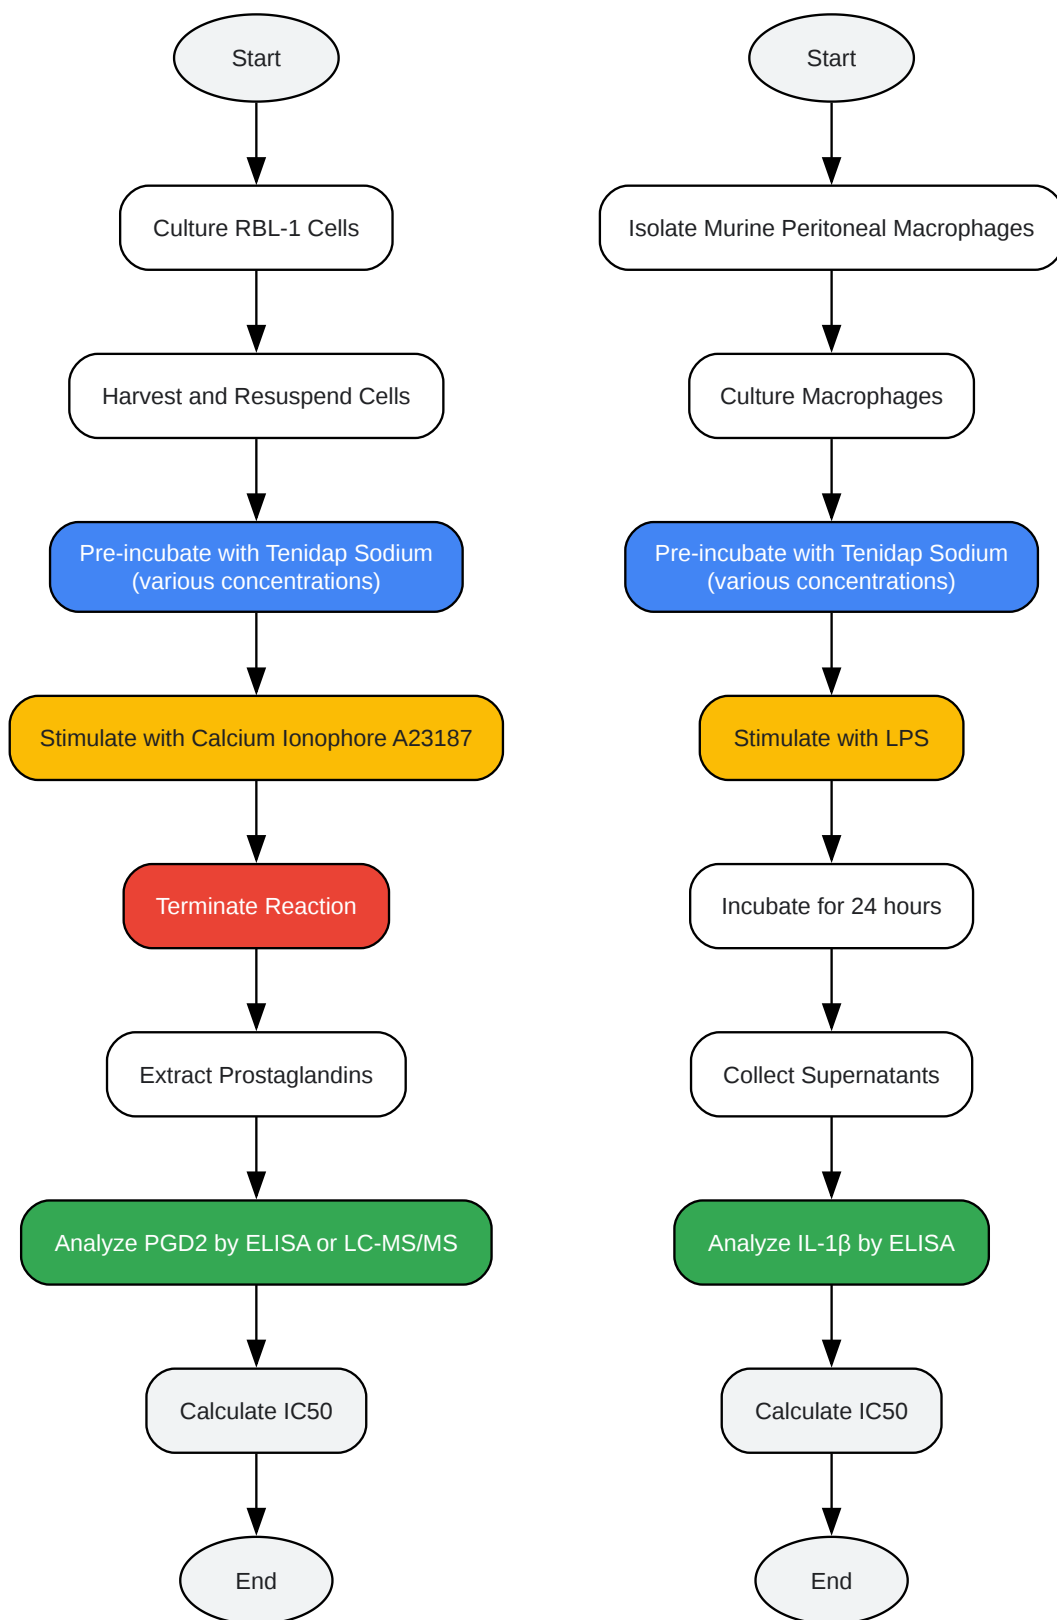 Start
Culture RBL-1 Cells
Harvest and Resuspend Cells
Pre-incubate with Tenidap Sodium
(various concentrations)
Stimulate with Calcium Ionophore A23187
Terminate Reaction
Extract Prostaglandins
Analyze PGD2 by ELISA or LC-MS/MS
Calculate IC50
End
Start
Isolate Murine Peritoneal Macrophages
Culture Macrophages
Pre-incubate with Tenidap Sodium
(various concentrations)
Stimulate with LPS
Incubate for 24 hours
Collect Supernatants
Analyze IL-1β by ELISA
Calculate IC50
End